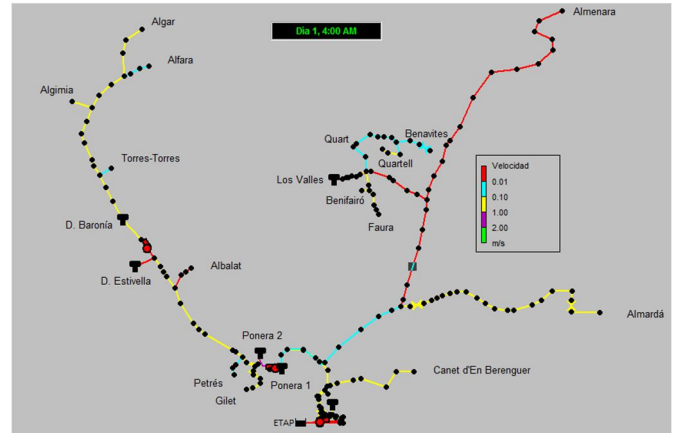 Algar
Almenara
Día 1, 4:00 AM
Alfara
Algimia
Quart
Benavites
Torres-Torres
Quartell
Los Valles
Benifairó
Faura
Velocidad
0.01
0.10
1.00
2.00
m/s
D. Baronía
D. Estivella
Albalat
Almardá
Ponera 2
Petrés
Ponera 1
Gilet
Canet d'En Berenguer
ETAP